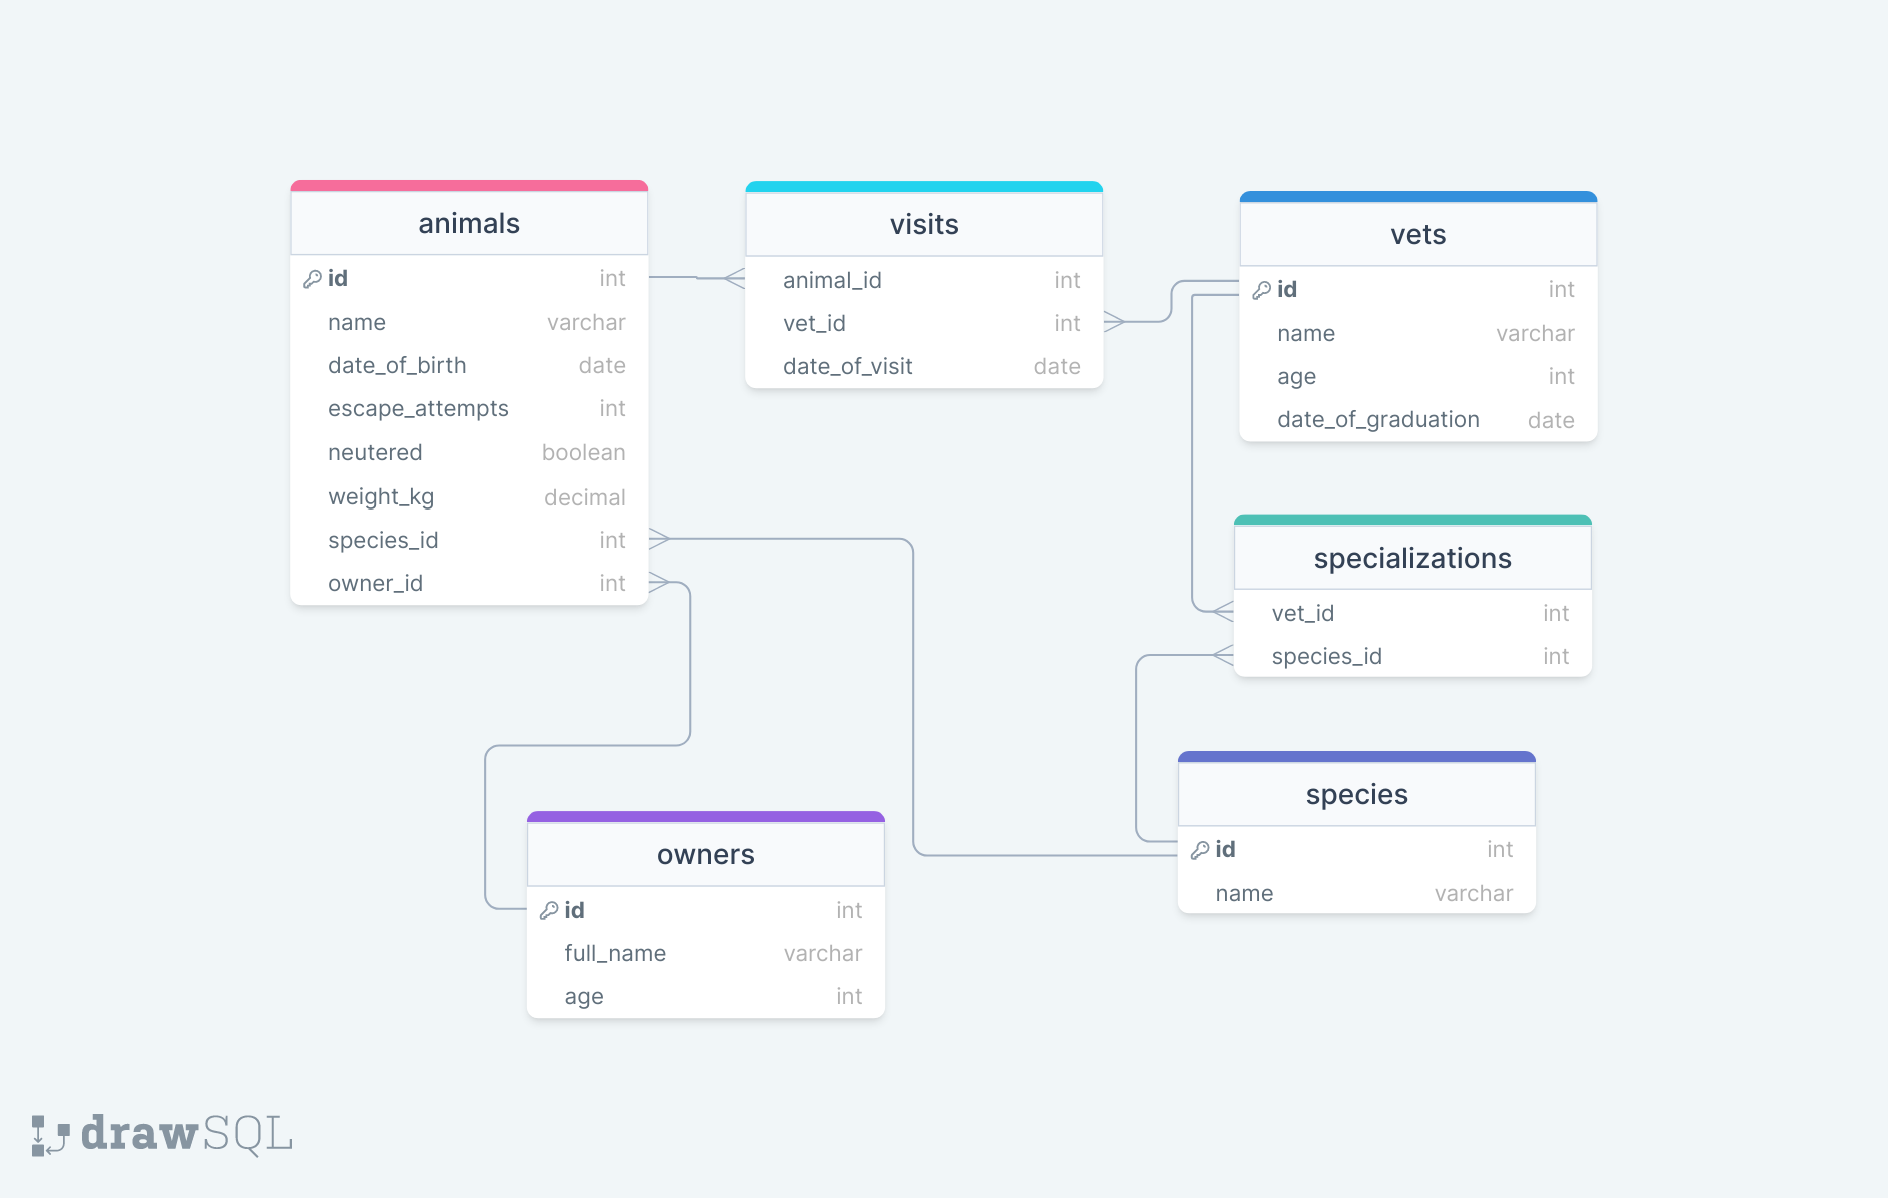 animals
id int
name varchar
date_of_birth date
escape_attempts int
neutered boolean
weight_kg decimal
species_id int
owner_id int
visits
animal_id int
vet_id int
date_of_visit date
vets
id int
name varchar
age int
date_of_graduation date
specializations
vet_id int
species_id int
species
id int
name varchar
owners
id int
full_name varchar
age int
drawSQL